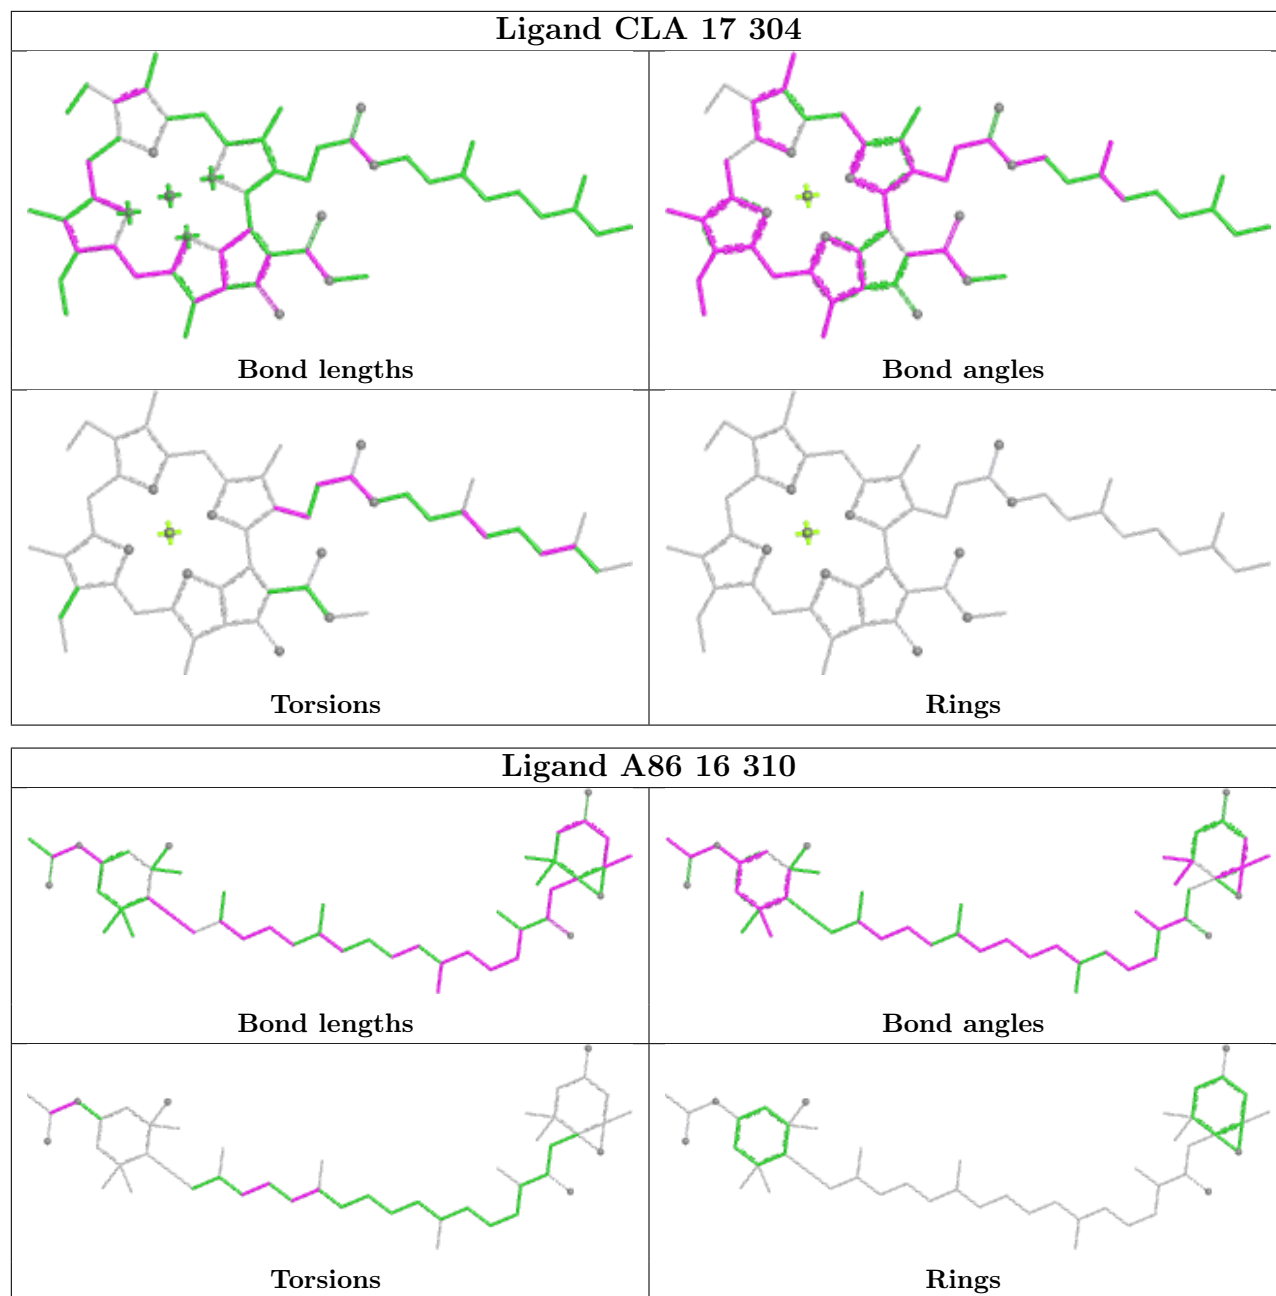 Ligand CLA 17 304
Bond lengths
Bond angles
Torsions
Rings
Ligand A86 16 310
Bond lengths
Bond angles
Torsions
Rings